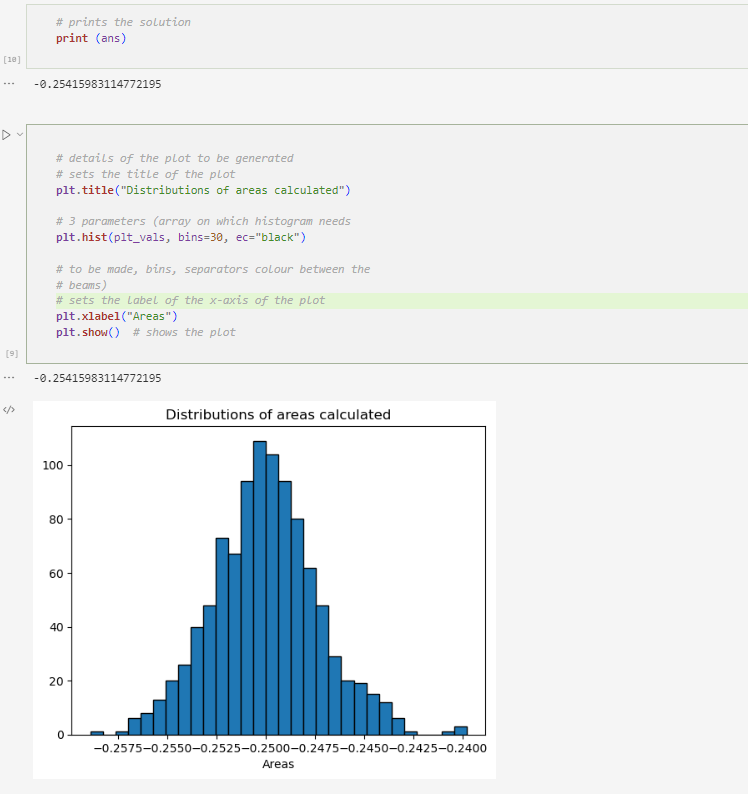 # prints the solution
print (ans)
[10]
... -0.25415983114772195
# details of the plot to be generated
# sets the title of the plot
plt.title("Distributions of areas calculated")
# 3 parameters (array on which histogram needs
plt.hist(plt_vals, bins=30, ec="black")
# to be made, bins, separators colour between the
# beams)
# sets the label of the x-axis of the plot
plt.xlabel("Areas")
plt.show()  # shows the plot
[9]
... -0.25415983114772195
</>
Distributions of areas calculated
100
80
60
40
20
0
−0.2575−0.2550−0.2525−0.2500−0.2475−0.2450−0.2425−0.2400
Areas